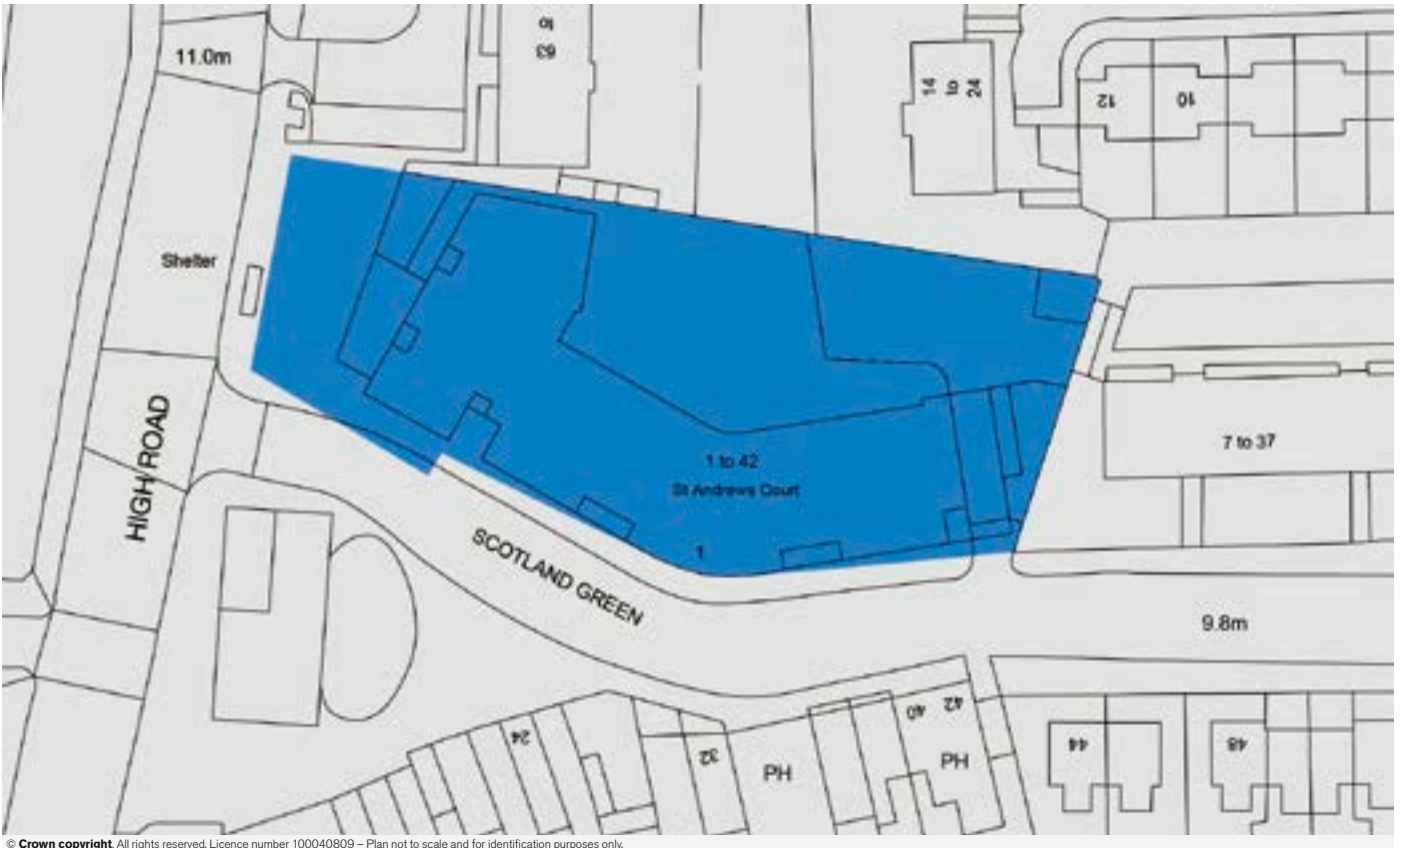 11.0m
to
63
14
to
24
12
10
Shelter
HIGH ROAD
1 to 42
St Andrews Court
1
7 to 37
SCOTLAND GREEN
9.8m
24
32
PH
40
42
PH
44
48
© Crown copyright. All rights reserved. Licence number 100040809 – Plan not to scale and for identification purposes only.